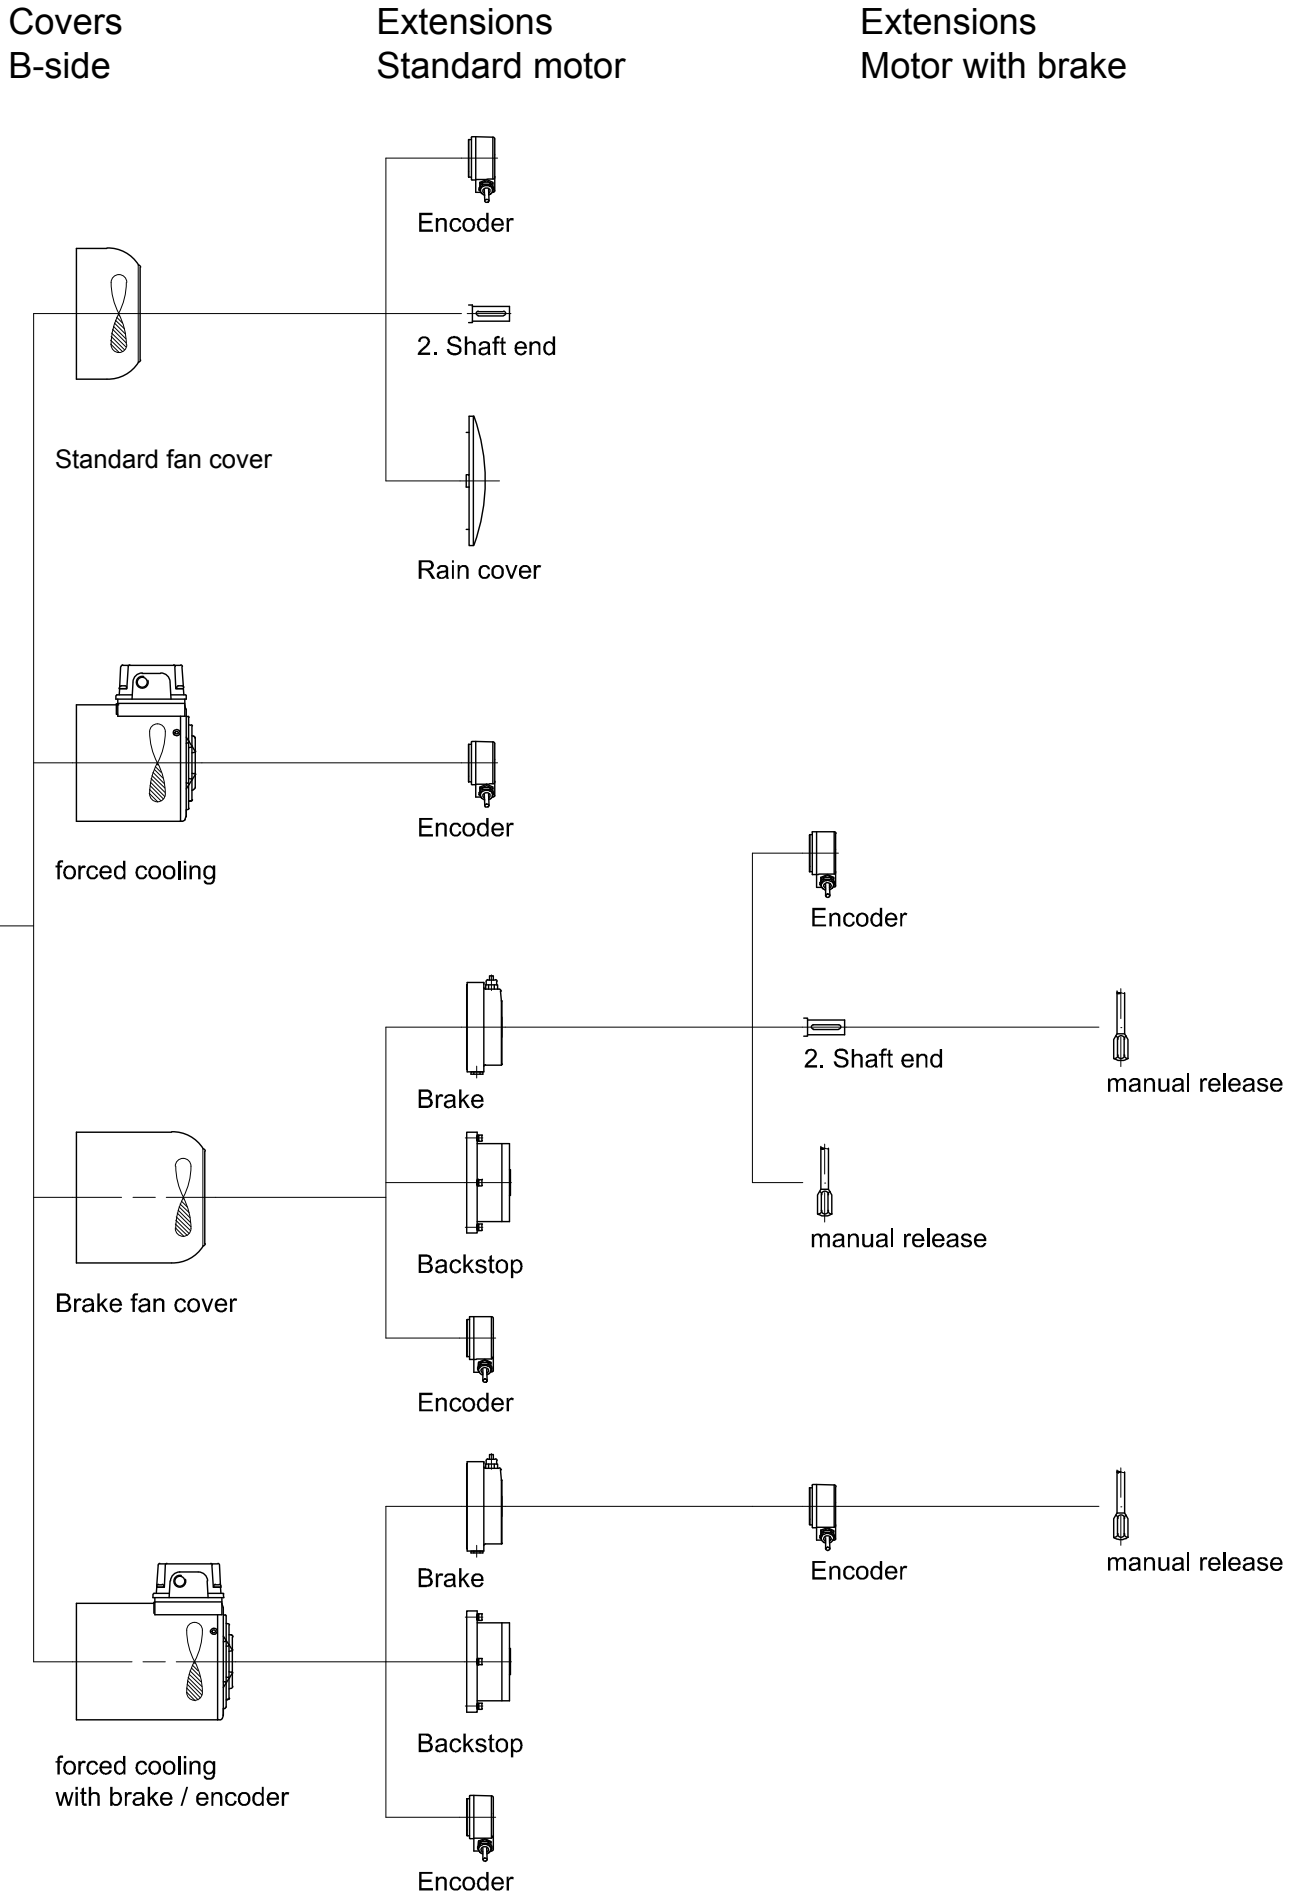 Covers
B-side
Extensions
Standard motor
Extensions
Motor with brake
Encoder
2. Shaft end
Standard fan cover
Rain cover
Encoder
forced cooling
Encoder
2. Shaft end
manual release
Brake
manual release
Backstop
Brake fan cover
Encoder
Brake
Encoder
manual release
Backstop
forced cooling
with brake / encoder
Encoder